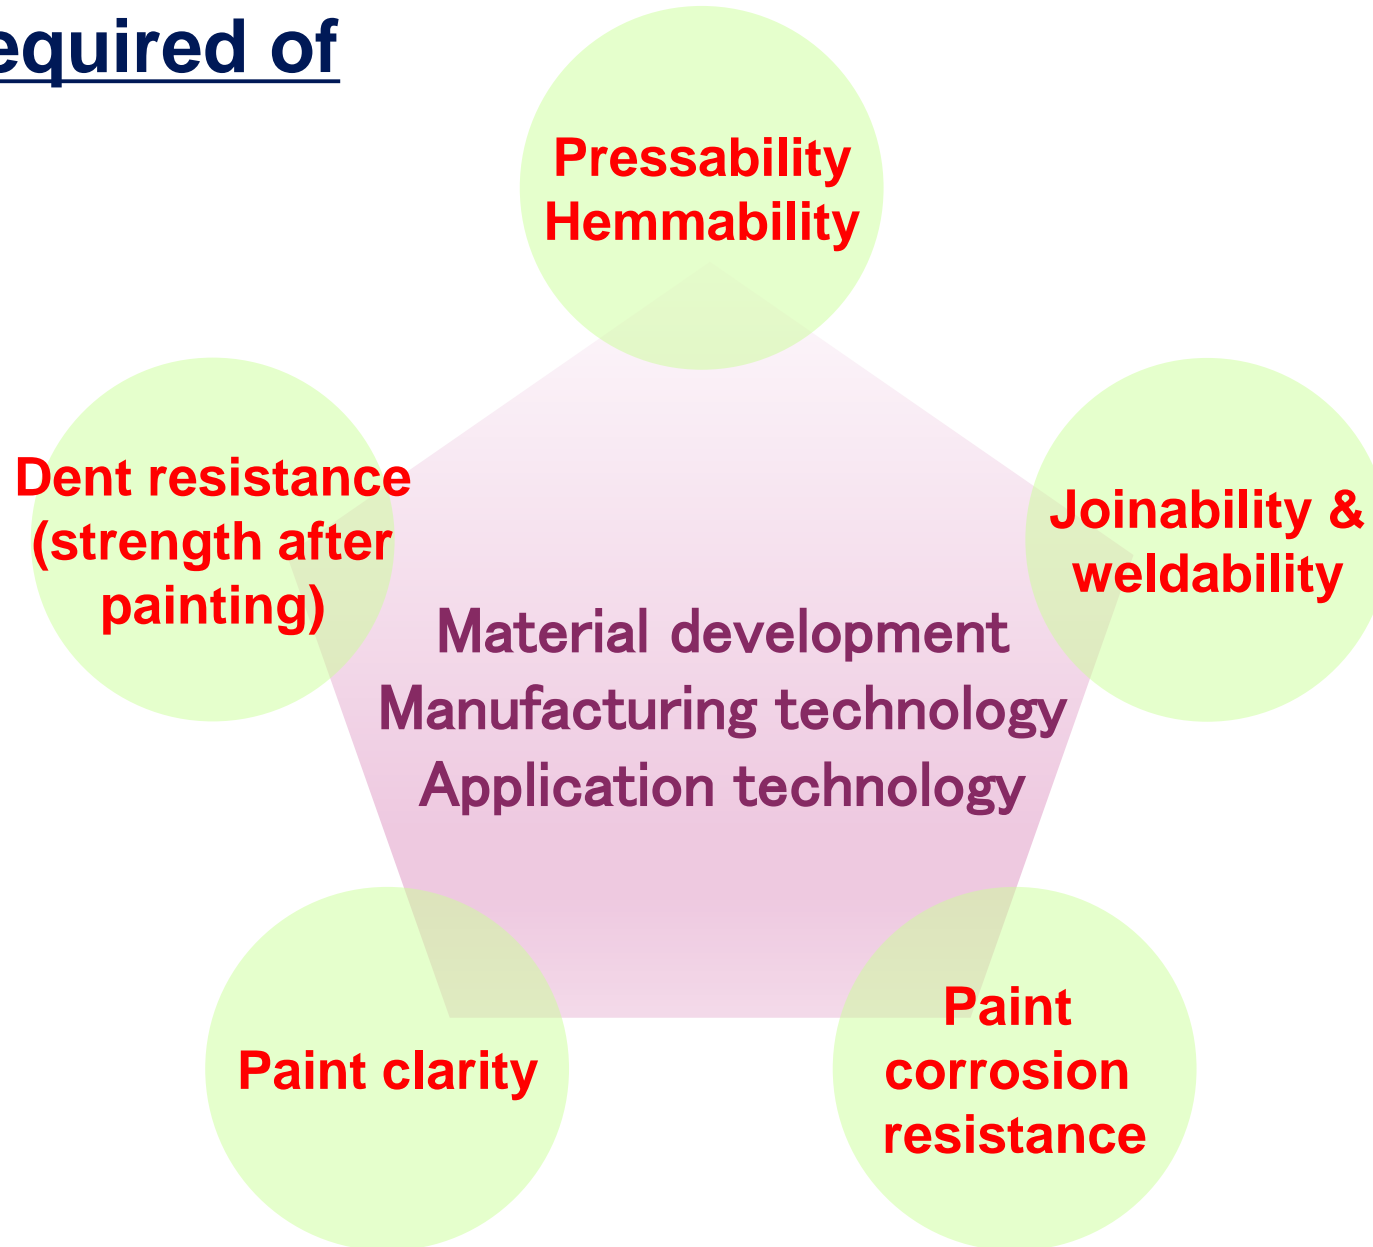 equired of
Pressability
Hemmability
Dent resistance
(strength after
painting)
Joinability &
weldability
Material development
Manufacturing technology
Application technology
Paint clarity
Paint
corrosion
resistance